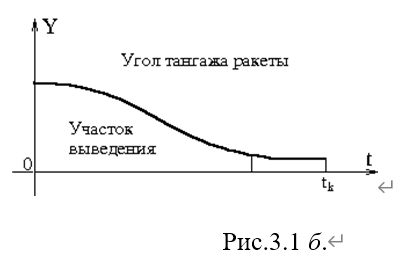 Y
Угол тангажа ракеты
Участок
выведения
0
t
tk
Рис.3.1 б.